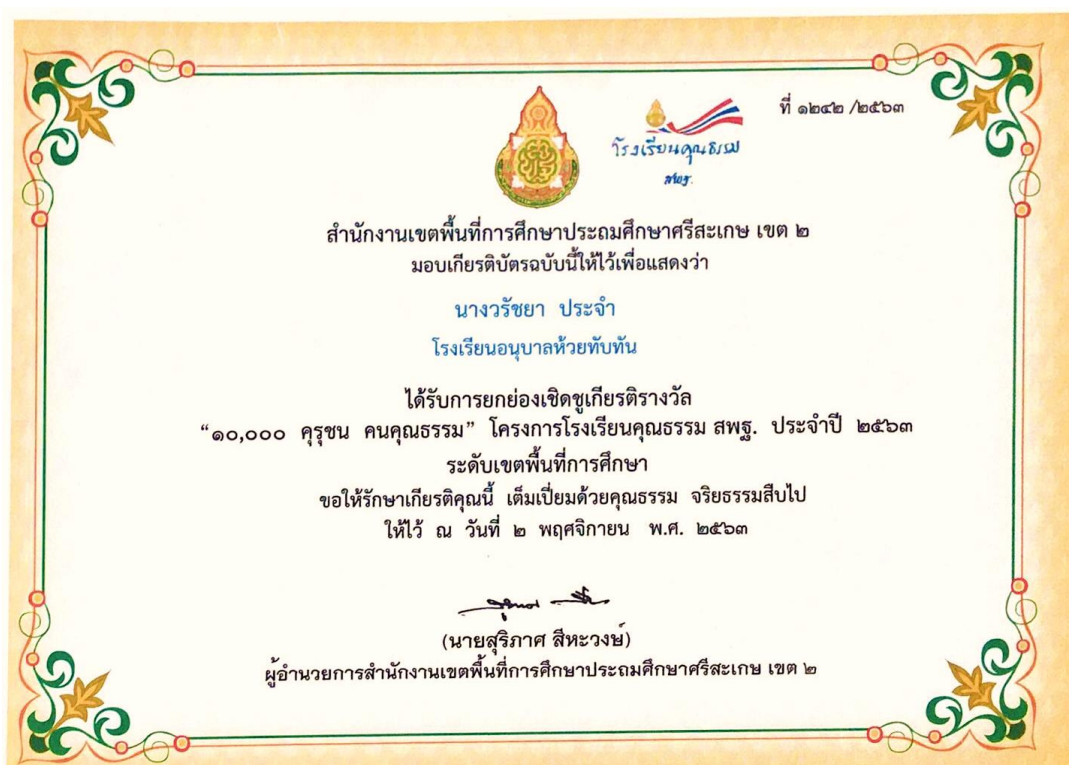 ที่ ๑๒๔๒ /๒๕๖๓
โรงเรียนคุณธรรม
สพฐ.
สำนักงานเขตพื้นที่การศึกษาประถมศึกษาศรีสะเกษ เขต ๒
มอบเกียรติบัตรฉบับนี้ให้ไว้เพื่อแสดงว่า
นางวรัชยา ประจำ
โรงเรียนอนุบาลห้วยทับทัน
ได้รับการยกย่องเชิดชูเกียรติรางวัล
“๑๐,๐๐๐ คุรุชน คนคุณธรรม” โครงการโรงเรียนคุณธรรม สพฐ. ประจำปี ๒๕๖๓
ระดับเขตพื้นที่การศึกษา
ขอให้รักษาเกียรติคุณนี้ เต็มเปี่ยมด้วยคุณธรรม จริยธรรมสืบไป
ให้ไว้ ณ วันที่ ๒ พฤศจิกายน พ.ศ. ๒๕๖๓
(นายสุริภาศ สีหะวงษ์)
ผู้อำนวยการสำนักงานเขตพื้นที่การศึกษาประถมศึกษาศรีสะเกษ เขต ๒